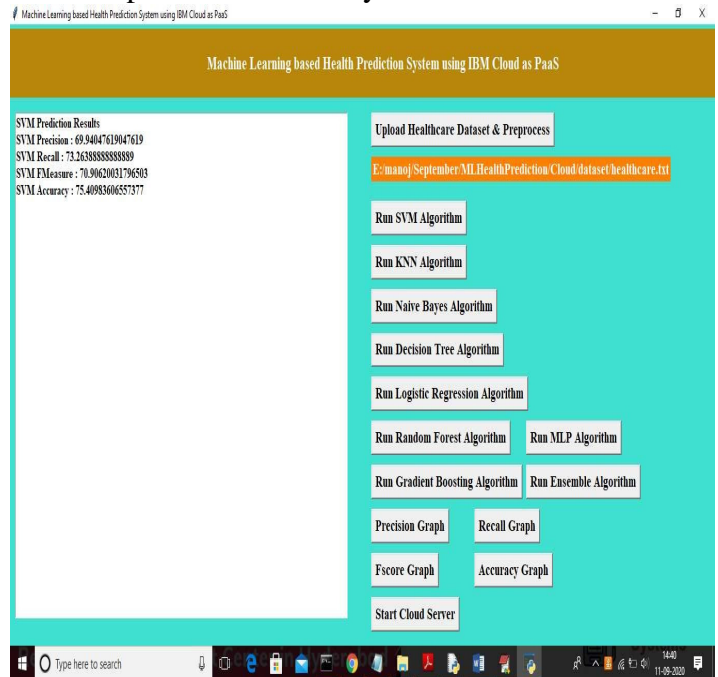 Machine Learning based Health Prediction System using IBM Cloud as PaaS
Machine Learning based Health Prediction System using IBM Cloud as PaaS
SVM Prediction Results
SVM Precision : 69.94047619047619
SVM Recall : 73.26388888888889
SVM FMeasure : 70.90620031796503
SVM Accuracy : 75.40983606557377
Upload Healthcare Dataset & Preprocess
E:/manoj/September/MLHealthPrediction/Cloud/dataset/healthcare.txt
Run SVM Algorithm
Run KNN Algorithm
Run Naive Bayes Algorithm
Run Decision Tree Algorithm
Run Logistic Regression Algorithm
Run Random Forest Algorithm Run MLP Algorithm
Run Gradient Boosting Algorithm Run Ensemble Algorithm
Precision Graph Recall Graph
Fscore Graph Accuracy Graph
Start Cloud Server
Type here to search
14:40
11-09-2020